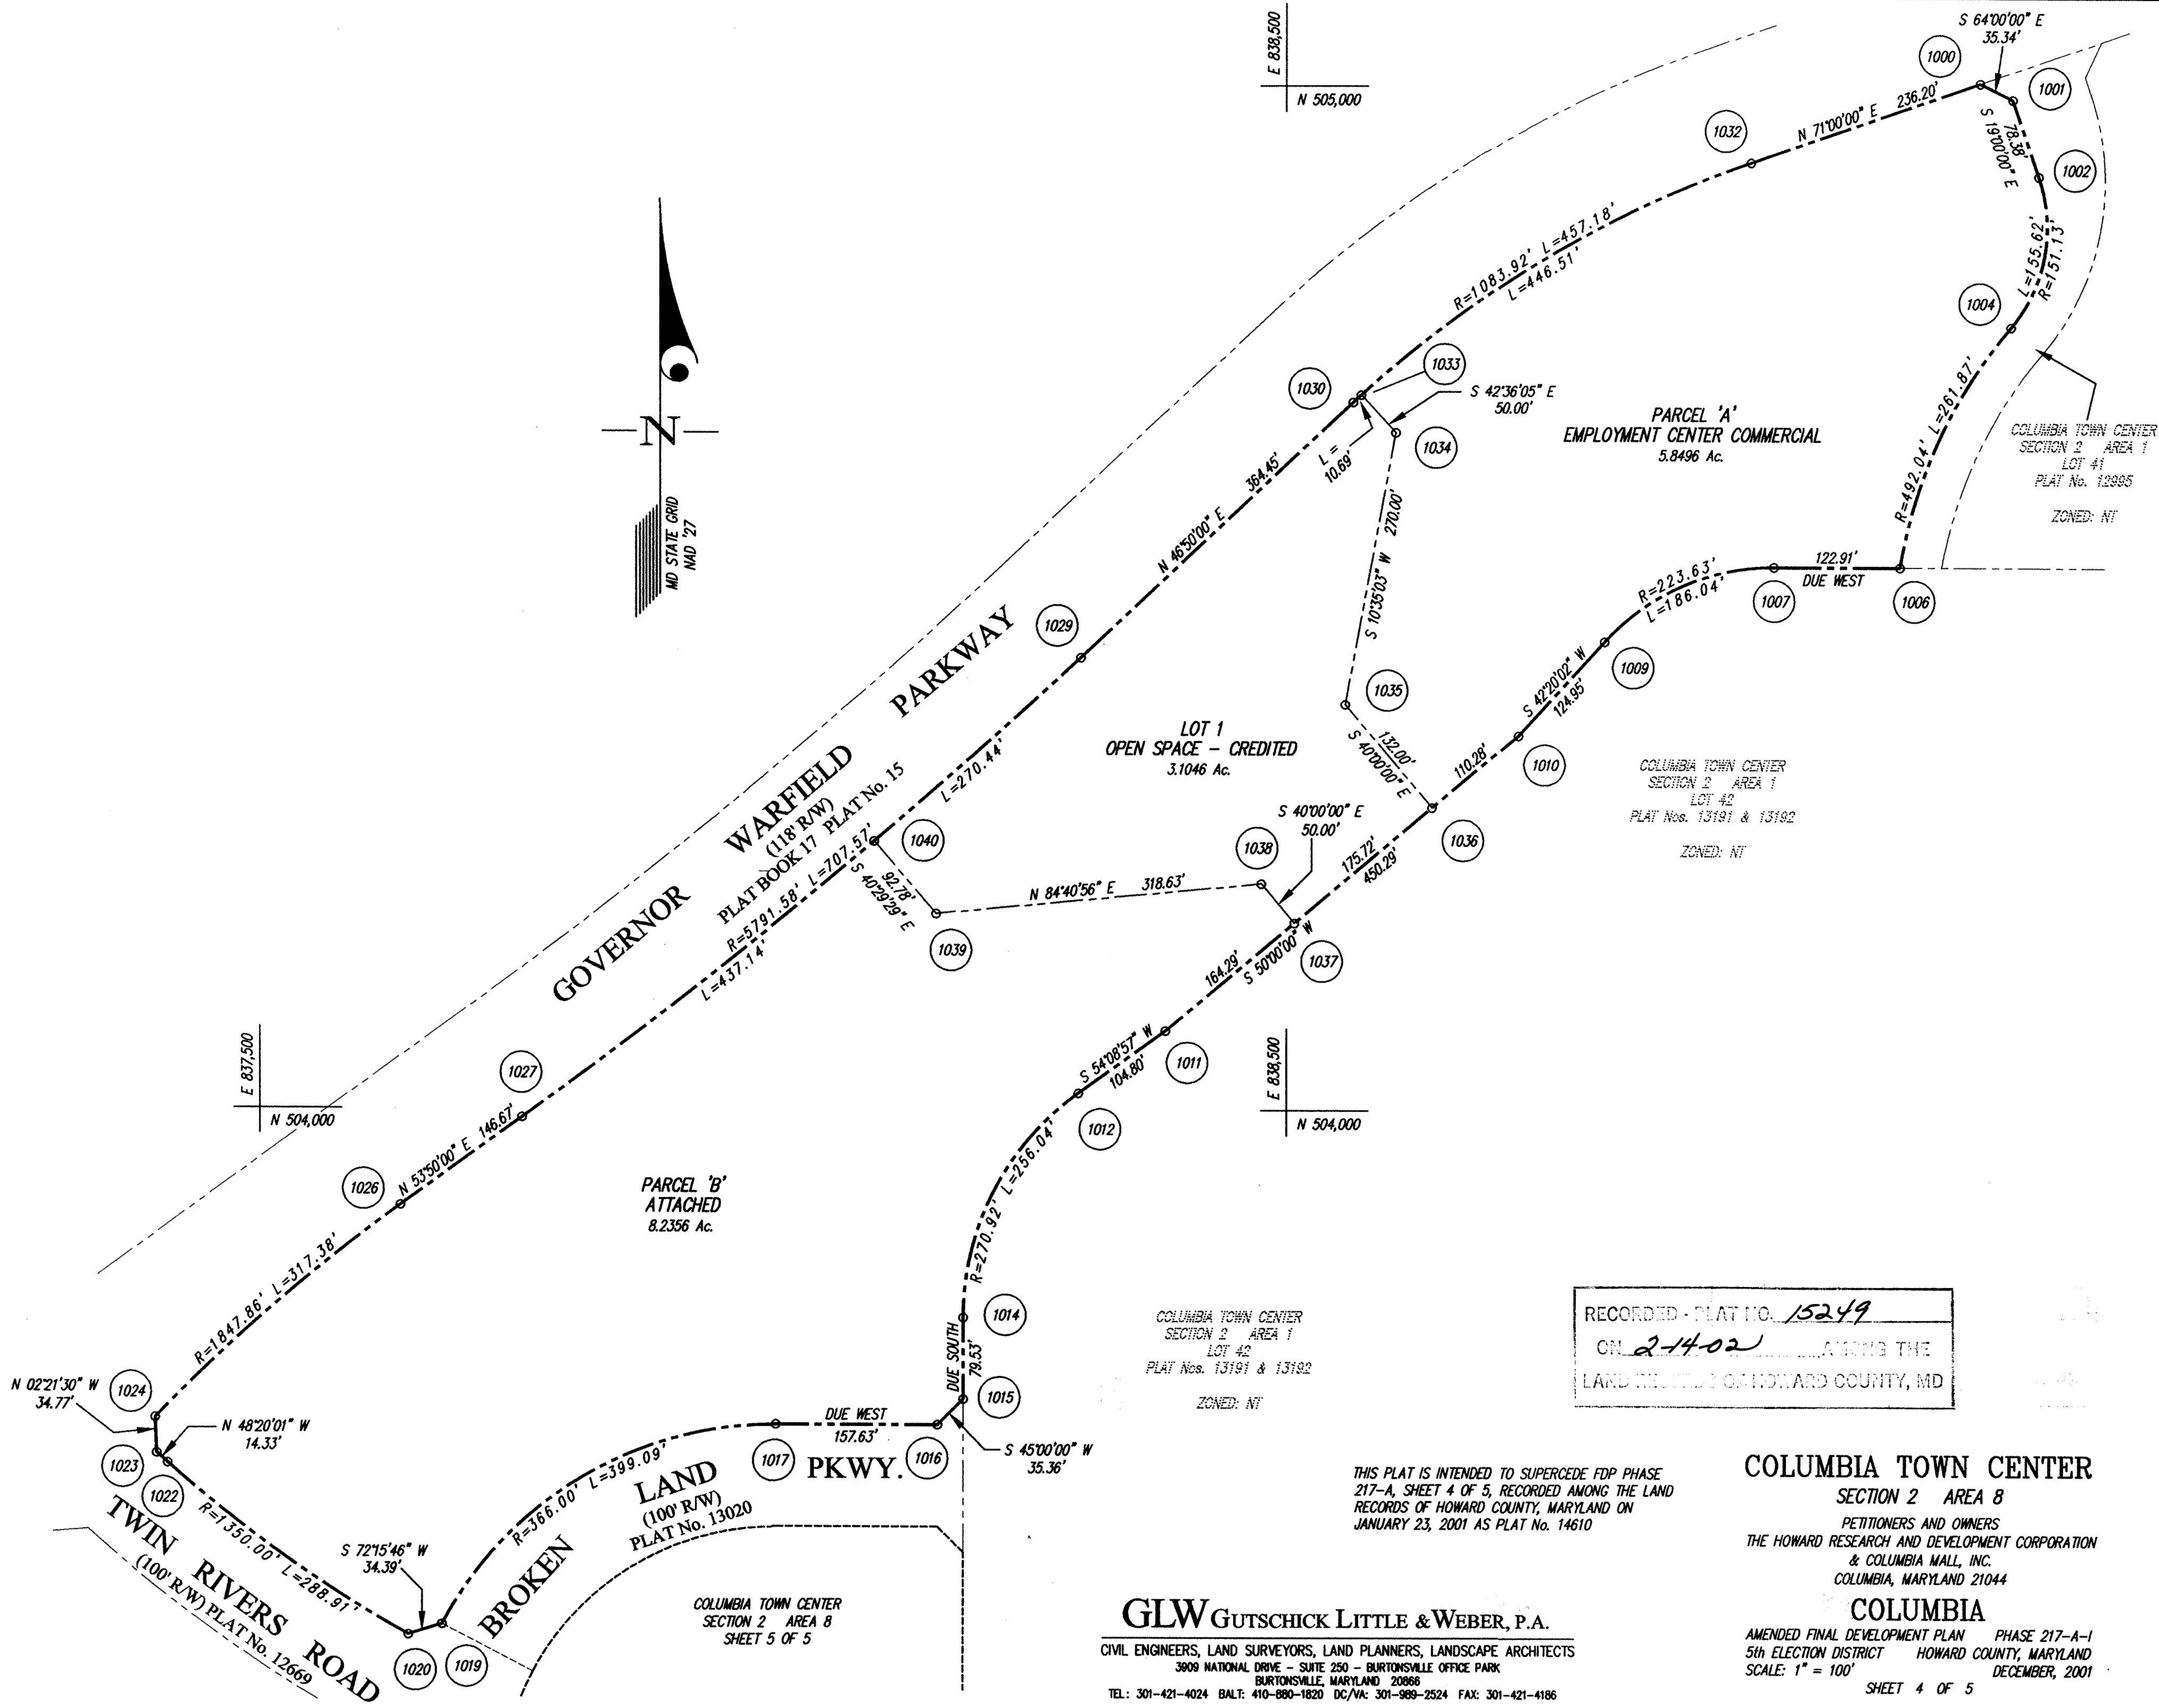 S 64°00'00" E
35.34'
1000
E 838,500
N 505,000
1001
236.20'
N 71°00'00" E
78.38'
S 19°00'00" E
1032
1002
R=1083.92' L=457.18'
L=446.51'
L=155.62'
R=151.13'
1004
1033
1030
S 42°36'05" E
50.00'
1034
L =
10.69'
PARCEL 'A'
EMPLOYMENT CENTER COMMERCIAL
5.8496 Ac.
R=492.04' L=261.87'
COLUMBIA TOWN CENTER
SECTION 2 AREA 1
LOT 41
PLAT No. 12995
ZONED: NT
N
MD STATE GRID
NAD '27
364.45'
N 46°50'00" E
S 10°35'03" W 270.00'
122.91'
DUE WEST
1007
1006
R=223.63'
L=186.04'
1029
1009
S 42°20'02" W
124.95'
1035
132.00'
S 40°00'00" E
110.28'
1010
LOT 1
OPEN SPACE – CREDITED
3.1046 Ac.
COLUMBIA TOWN CENTER
SECTION 2 AREA 1
LOT 42
PLAT Nos. 13191 & 13192
ZONED: NT
GOVERNOR WARFIELD PARKWAY
(118' R/W)
PLAT BOOK 17 PLAT No. 15
L=270.44'
1040
R=5791.58' L=707.57'
L=437.14'
92.78'
S 40°29'29" E
1039
N 84°40'56" E 318.63'
1038
S 40°00'00" E
50.00'
175.72'
450.29'
1036
1037
164.29'
S 50°00'00" W
1011
S 54°08'57" W
104.80'
1012
E 837,500
N 504,000
E 838,500
N 504,000
1027
N 53°50'00" E 146.67'
1026
PARCEL 'B'
ATTACHED
8.2356 Ac.
R=270.92' L=256.04'
R=1847.86' L=317.38'
1014
DUE SOUTH
79.53'
1015
COLUMBIA TOWN CENTER
SECTION 2 AREA 1
LOT 42
PLAT Nos. 13191 & 13192
ZONED: NT
N 02°21'30" W
34.77'
1024
N 48°20'01" W
14.33'
1023
1022
DUE WEST
157.63'
1017
1016
S 45°00'00" W
35.36'
R=366.00' L=399.09'
BROKEN LAND PKWY.
(100' R/W)
PLAT No. 13020
R=1350.00' L=288.91'
S 72°15'46" W
34.39'
TWIN RIVERS ROAD
(100' R/W) PLAT No. 12669
1020
1019
COLUMBIA TOWN CENTER
SECTION 2 AREA 8
SHEET 5 OF 5
RECORDED - PLAT NO. 15249
ON 2-14-02 AMONG THE
LAND RECORDS OF HOWARD COUNTY, MD
THIS PLAT IS INTENDED TO SUPERCEDE FDP PHASE
217-A, SHEET 4 OF 5, RECORDED AMONG THE LAND
RECORDS OF HOWARD COUNTY, MARYLAND ON
JANUARY 23, 2001 AS PLAT No. 14610
GLW GUTSCHICK LITTLE & WEBER, P.A.
CIVIL ENGINEERS, LAND SURVEYORS, LAND PLANNERS, LANDSCAPE ARCHITECTS
3909 NATIONAL DRIVE – SUITE 250 – BURTONSVILLE OFFICE PARK
BURTONSVILLE, MARYLAND 20866
TEL: 301-421-4024 BALT: 410-880-1820 DC/VA: 301-989-2524 FAX: 301-421-4186
COLUMBIA TOWN CENTER
SECTION 2 AREA 8
PETITIONERS AND OWNERS
THE HOWARD RESEARCH AND DEVELOPMENT CORPORATION
& COLUMBIA MALL, INC.
COLUMBIA, MARYLAND 21044
COLUMBIA
AMENDED FINAL DEVELOPMENT PLAN PHASE 217-A-I
5th ELECTION DISTRICT HOWARD COUNTY, MARYLAND
SCALE: 1" = 100' DECEMBER, 2001
SHEET 4 OF 5